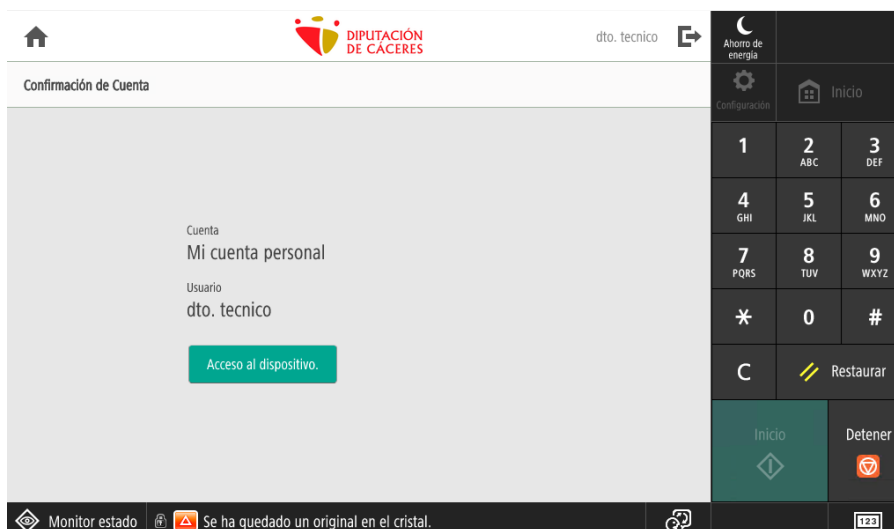 DIPUTACIÓN
DE CÁCERES
dto. tecnico
Confirmación de Cuenta
Cuenta
Mi cuenta personal
Usuario
dto. tecnico
Acceso al dispositivo.
Ahorro de
energía
Configuración
Inicio
1
2
ABC
3
DEF
4
GHI
5
JKL
6
MNO
7
PQRS
8
TUV
9
WXYZ
*
0
#
C
Restaurar
Inicio
Detener
Monitor estado
Se ha quedado un original en el cristal.
123